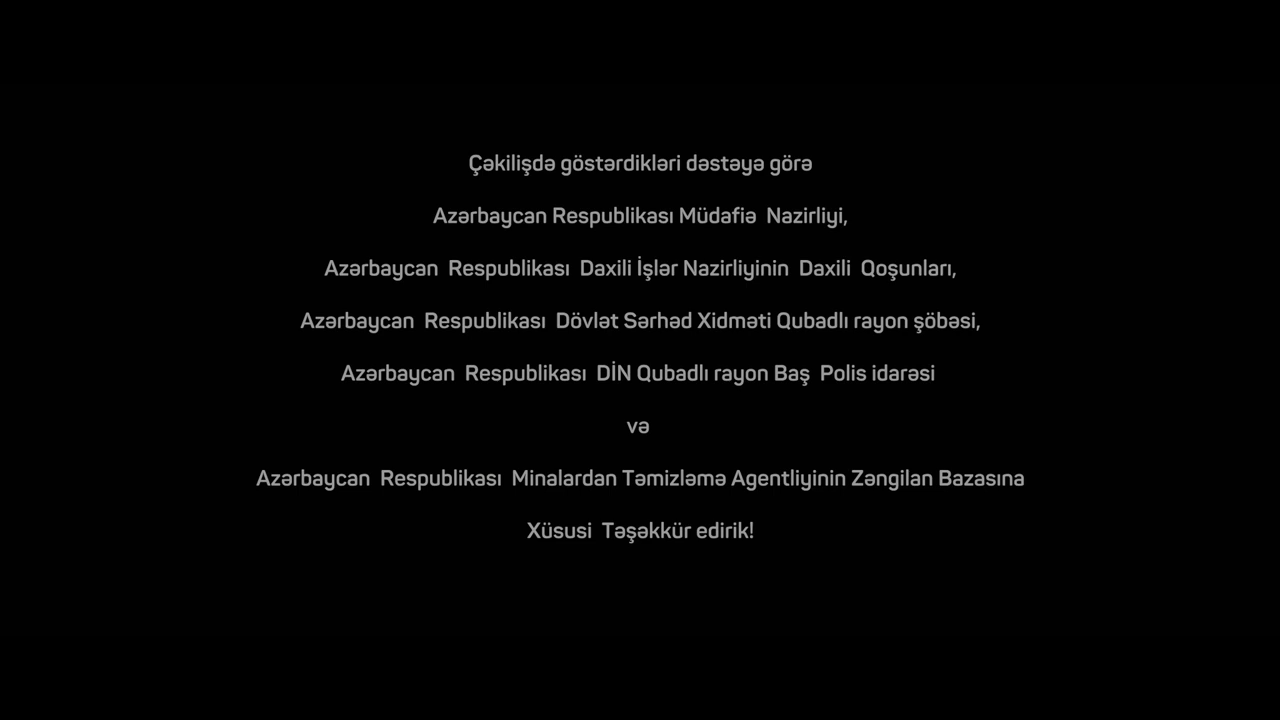 Çəkilişdə göstərdikləri dəstəyə görə
Azərbaycan Respublikası Müdafiə Nazirliyi,
Azərbaycan Respublikası Daxili İşlər Nazirliyinin Daxili Qoşunları,
Azərbaycan Respublikası Dövlət Sərhəd Xidməti Qubadlı rayon şöbəsi,
Azərbaycan Respublikası DİN Qubadlı rayon Baş Polis idarəsi
və
Azərbaycan Respublikası Minalardan Təmizləmə Agentliyinin Zəngilan Bazasına
Xüsusi Təşəkkür edirik!